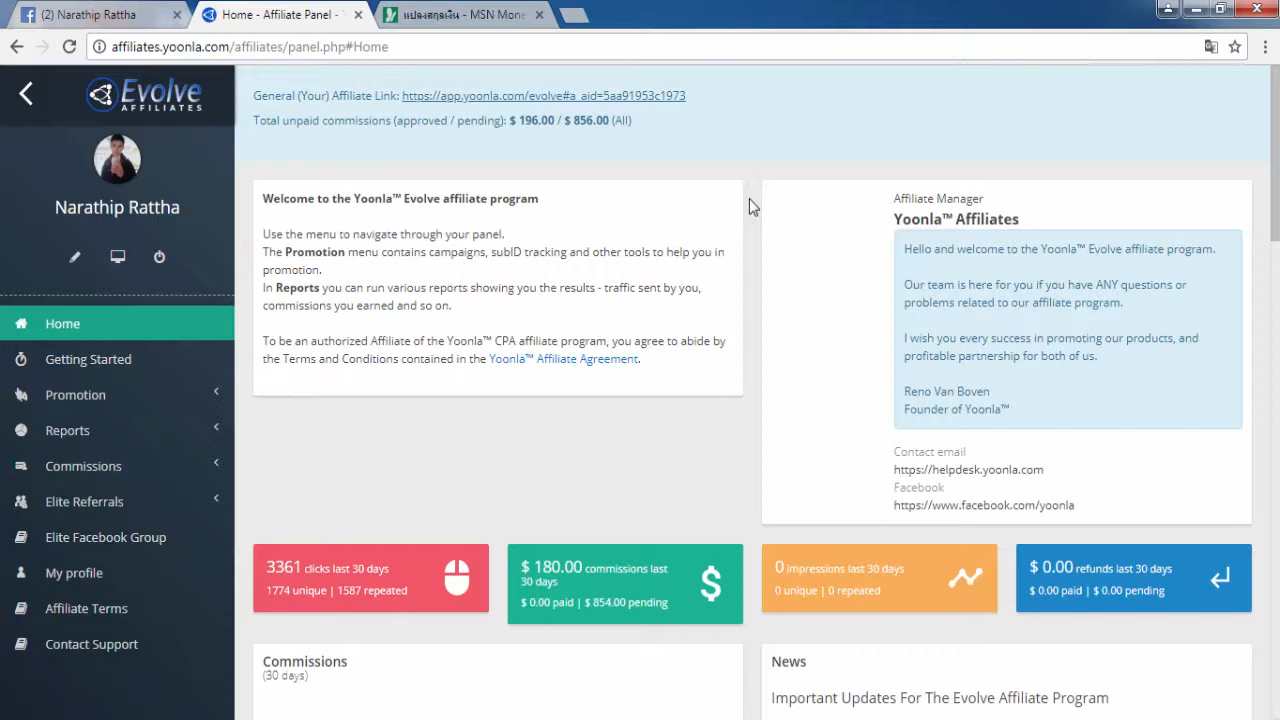 (2) Narathip Rattha
Home - Affiliate Panel -
แปลงสกุลเงิน - MSN Mone
affiliates.yoonla.com/affiliates/panel.php#Home
Evolve
AFFILIATES
Narathip Rattha
Home
Getting Started
Promotion
Reports
Commissions
Elite Referrals
Elite Facebook Group
My profile
Affiliate Terms
Contact Support
General (Your) Affiliate Link: https://app.yoonla.com/evolve#a_aid=5aa91953c1973
Total unpaid commissions (approved / pending): $ 196.00 / $ 856.00 (All)
Welcome to the Yoonla™ Evolve affiliate program
Use the menu to navigate through your panel.
The Promotion menu contains campaigns, subID tracking and other tools to help you in
promotion.
In Reports you can run various reports showing you the results - traffic sent by you,
commissions you earned and so on.
To be an authorized Affiliate of the Yoonla™ CPA affiliate program, you agree to abide by
the Terms and Conditions contained in the Yoonla™ Affiliate Agreement.
Affiliate Manager
Yoonla™ Affiliates
Hello and welcome to the Yoonla™ Evolve affiliate program.
Our team is here for you if you have ANY questions or
problems related to our affiliate program.
I wish you every success in promoting our products, and
profitable partnership for both of us.
Reno Van Boven
Founder of Yoonla™
Contact email
https://helpdesk.yoonla.com
Facebook
https://www.facebook.com/yoonla
3361 clicks last 30 days
1774 unique | 1587 repeated
$ 180.00 commissions last
30 days
$ 0.00 paid | $ 854.00 pending
0 impressions last 30 days
0 unique | 0 repeated
$ 0.00 refunds last 30 days
$ 0.00 paid | $ 0.00 pending
Commissions
(30 days)
News
Important Updates For The Evolve Affiliate Program